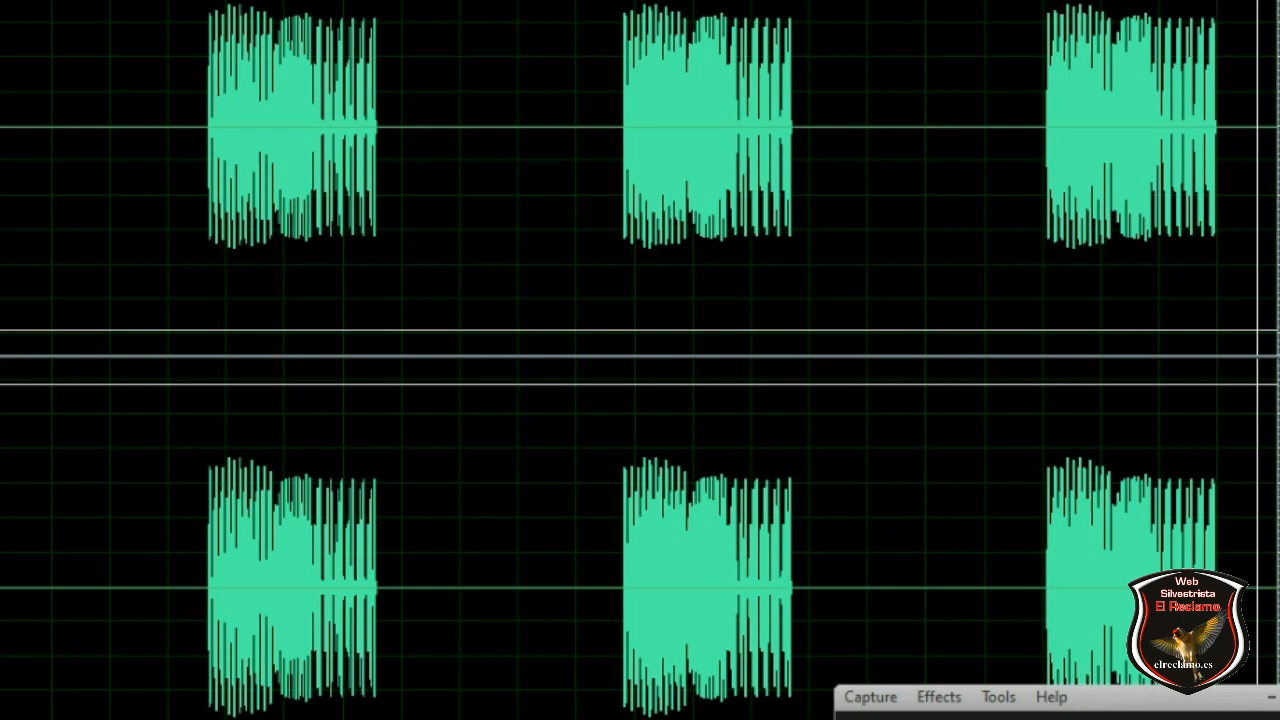 Web
Silvestrista
El Reclamo
elreclamo.es
Capture Effects Tools Help